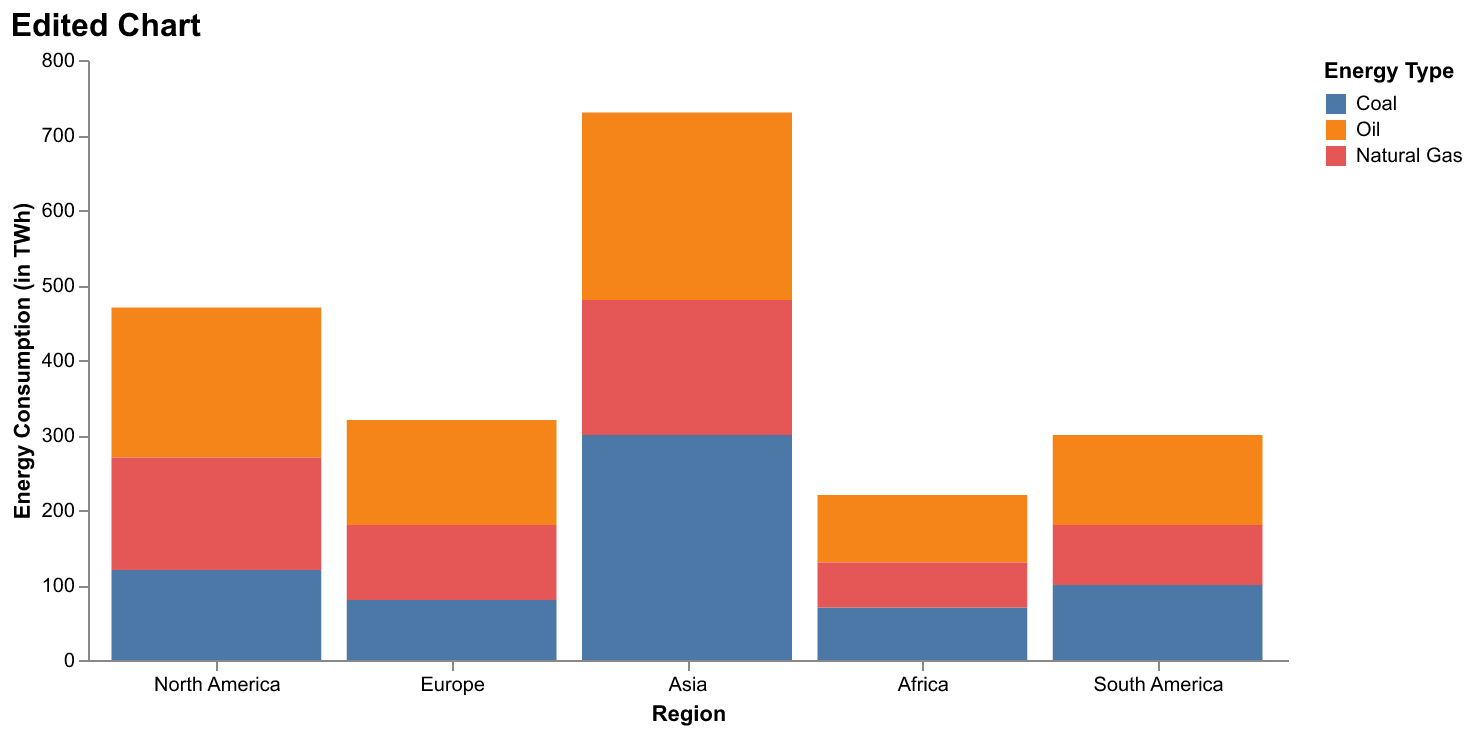 Edited Chart
Energy Consumption (in TWh)
800
700
600
500
400
300
200
100
0
North America
Europe
Asia
Africa
South America
Region
Energy Type
Coal
Oil
Natural Gas